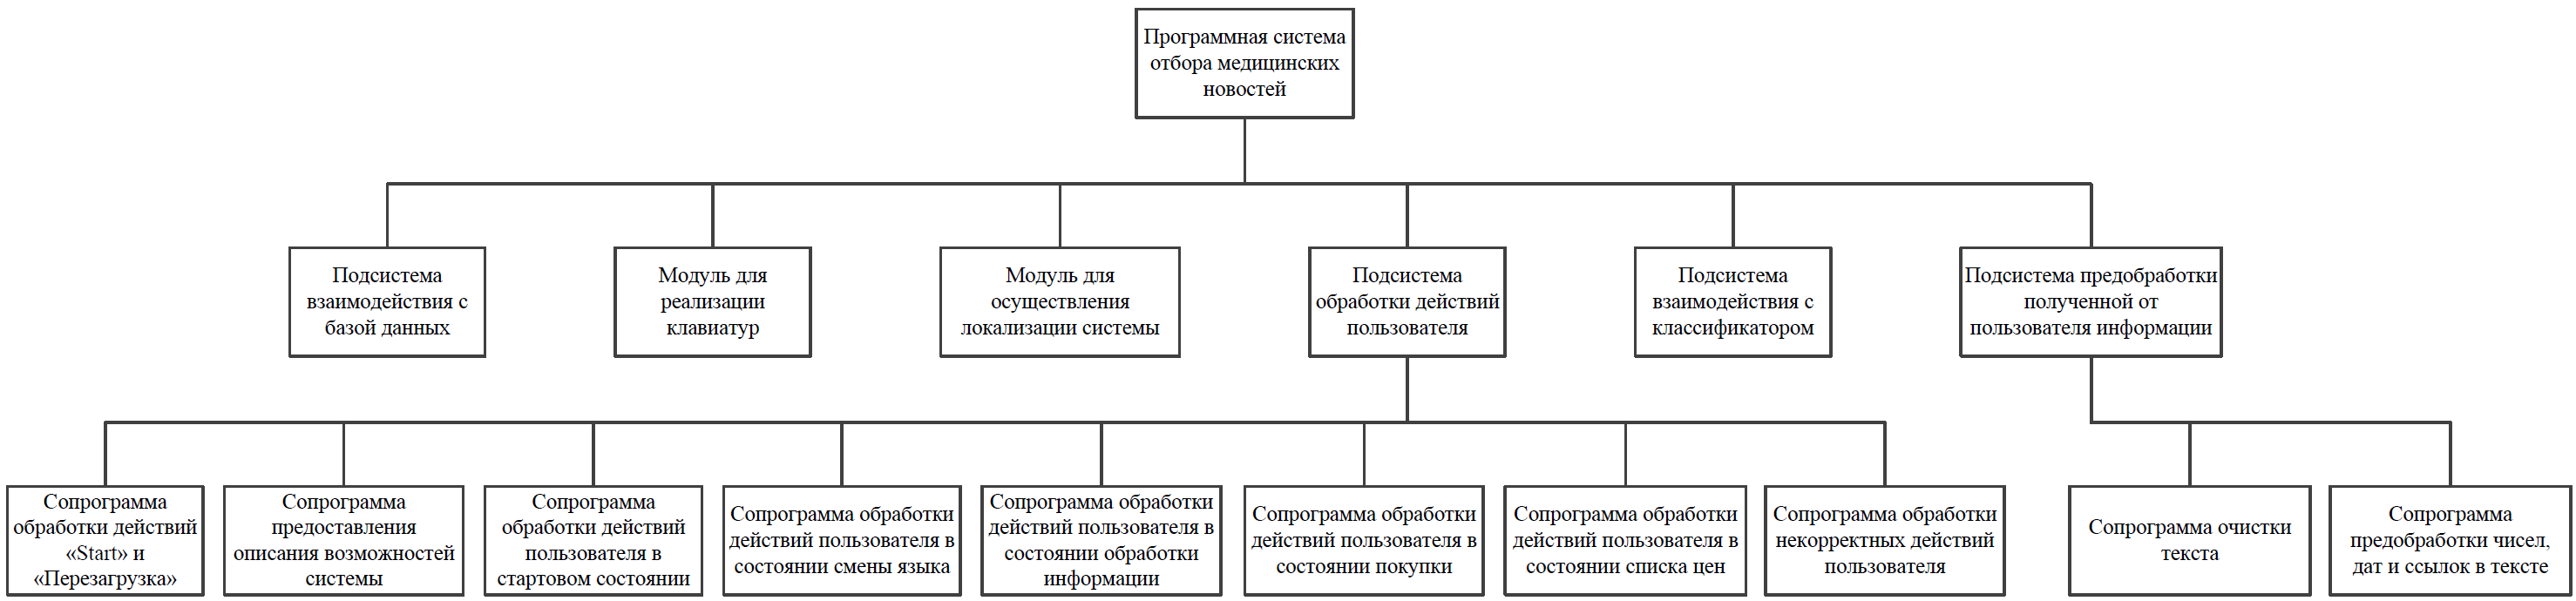 Программная система
отбора медицинских
новостей
Подсистема
взаимодействия с
базой данных
Модуль для
реализации
клавиатур
Модуль для
осуществления
локализации системы
Подсистема
обработки действий
пользователя
Подсистема
взаимодействия с
классификатором
Подсистема предобработки
полученной от
пользователя информации
Сопрограмма
обработки действий
«Start» и
«Перезагрузка»
Сопрограмма
предоставления
описания возможностей
системы
Сопрограмма
обработки действий
пользователя в
стартовом состоянии
Сопрограмма обработки
действий пользователя в
состоянии смены языка
Сопрограмма обработки
действий пользователя в
состоянии обработки
информации
Сопрограмма обработки
действий пользователя в
состоянии покупки
Сопрограмма обработки
действий пользователя в
состоянии списка цен
Сопрограмма обработки
некорректных действий
пользователя
Сопрограмма очистки
текста
Сопрограмма
предобработки чисел,
дат и ссылок в тексте